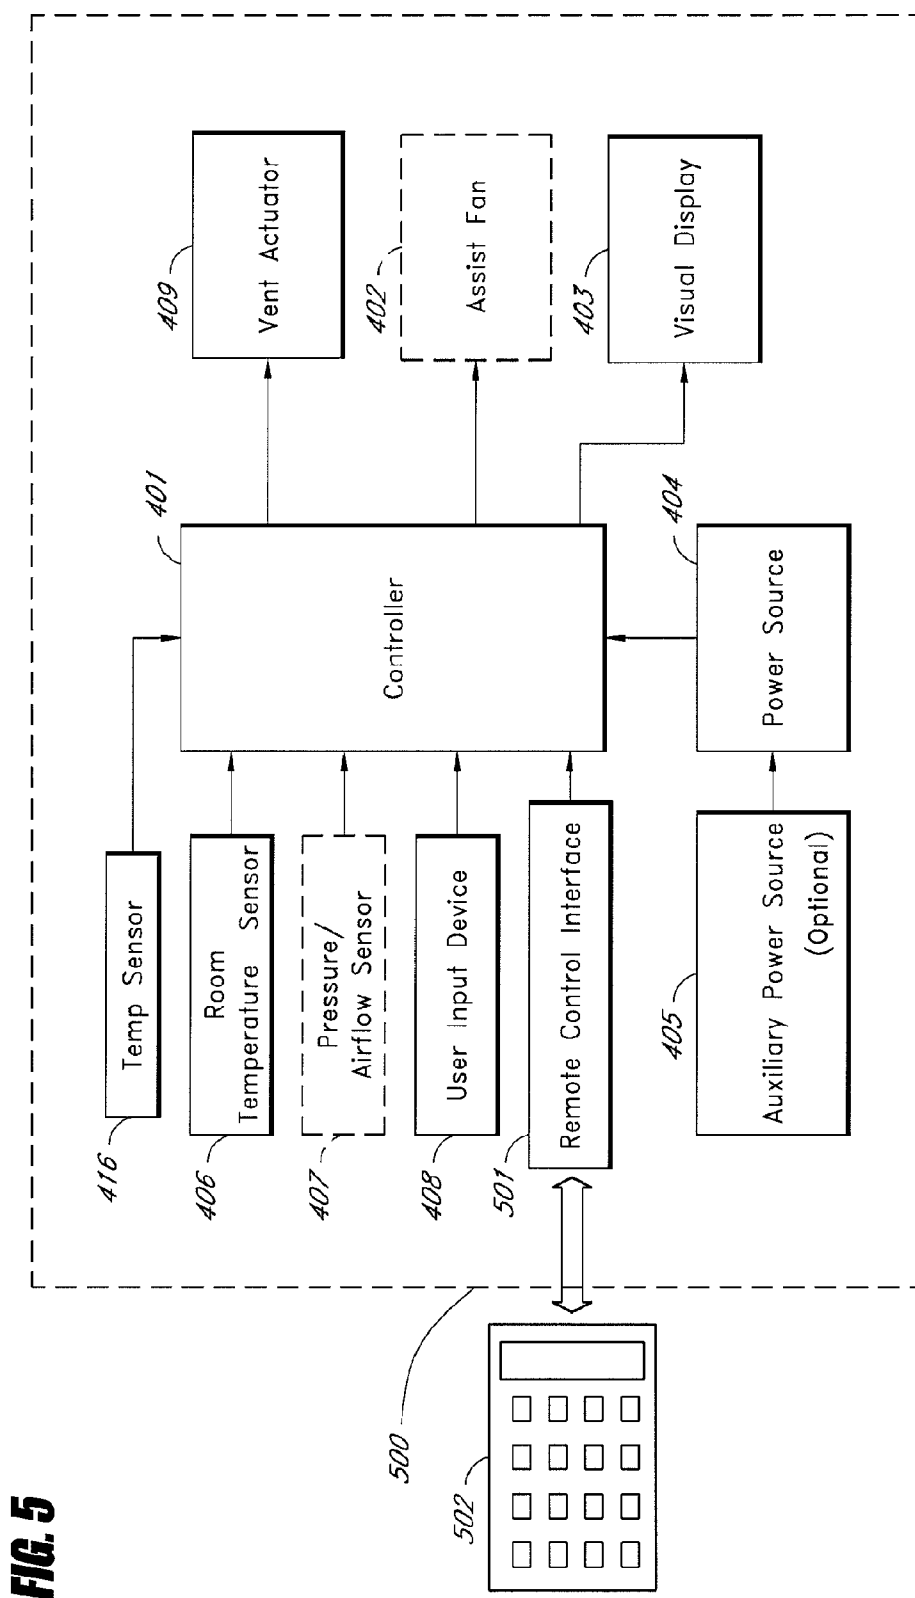 FIG. 5
500
502
416
Temp Sensor
406
Room
Temperature Sensor
407
Pressure/
Airflow Sensor
408
User Input Device
501
Remote Control Interface
405
Auxiliary Power Source
(Optional)
401
Controller
404
Power Source
409
Vent Actuator
402
Assist Fan
403
Visual Display